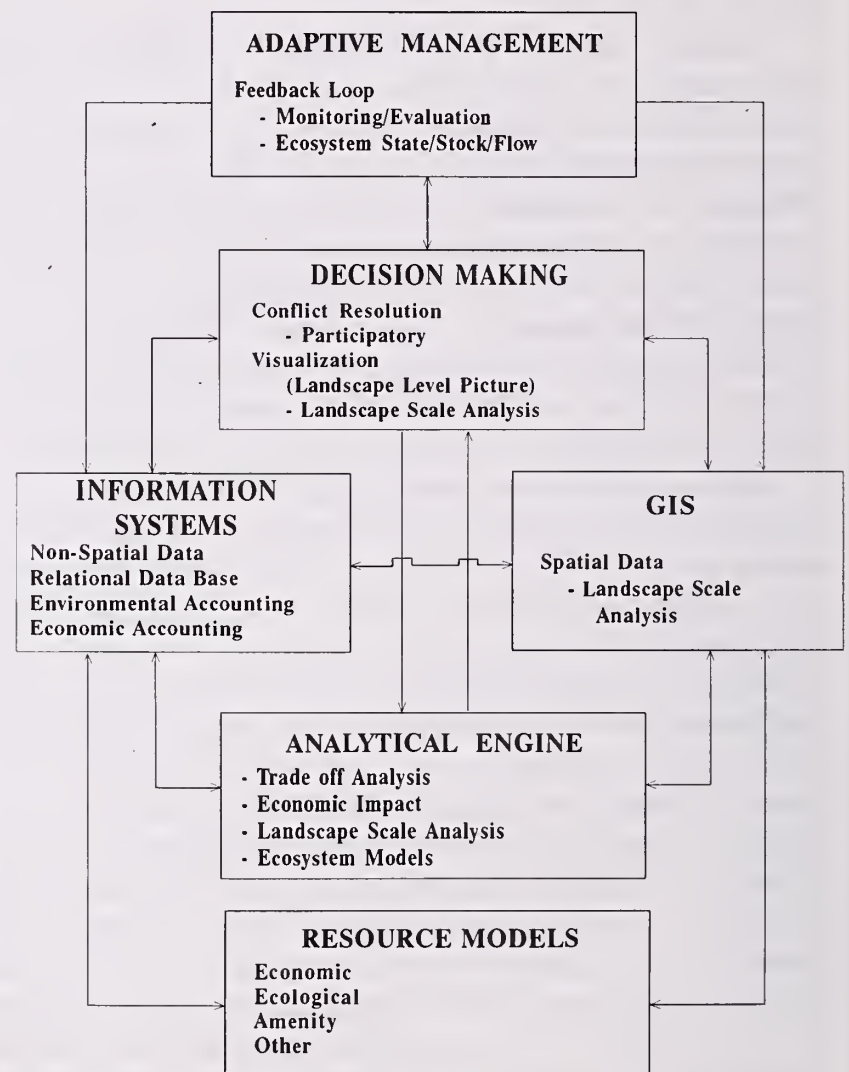 ADAPTIVE MANAGEMENT
Feedback Loop
- Monitoring/Evaluation
- Ecosystem State/Stock/Flow
DECISION MAKING
Conflict Resolution
- Participatory
Visualization
(Landscape Level Picture)
- Landscape Scale Analysis
INFORMATION
SYSTEMS
Non-Spatial Data
Relational Data Base
Environmental Accounting
Economic Accounting
GIS
Spatial Data
- Landscape Scale
Analysis
ANALYTICAL ENGINE
- Trade off Analysis
- Economic Impact
- Landscape Scale Analysis
- Ecosystem Models
RESOURCE MODELS
Economic
Ecological
Amenity
Other